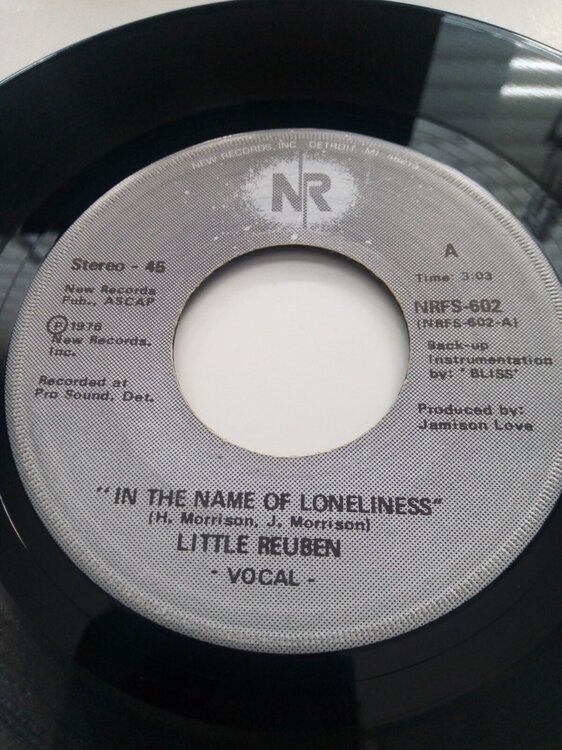 NEW RECORDS, INC. DETROIT, MI
NR
Stereo - 45
New Records
Pub., ASCAP
Ⓟ 1976
New Records,
Inc.
Recorded at
Pro Sound, Det.
A
Time: 3:03
NRFS-602
(NRFS-602-A)
Back-up
Instrumentation
by: "BLISS"
Produced by:
Jamison Love
"IN THE NAME OF LONELINESS"
(H. Morrison, J. Morrison)
LITTLE REUBEN
- VOCAL -